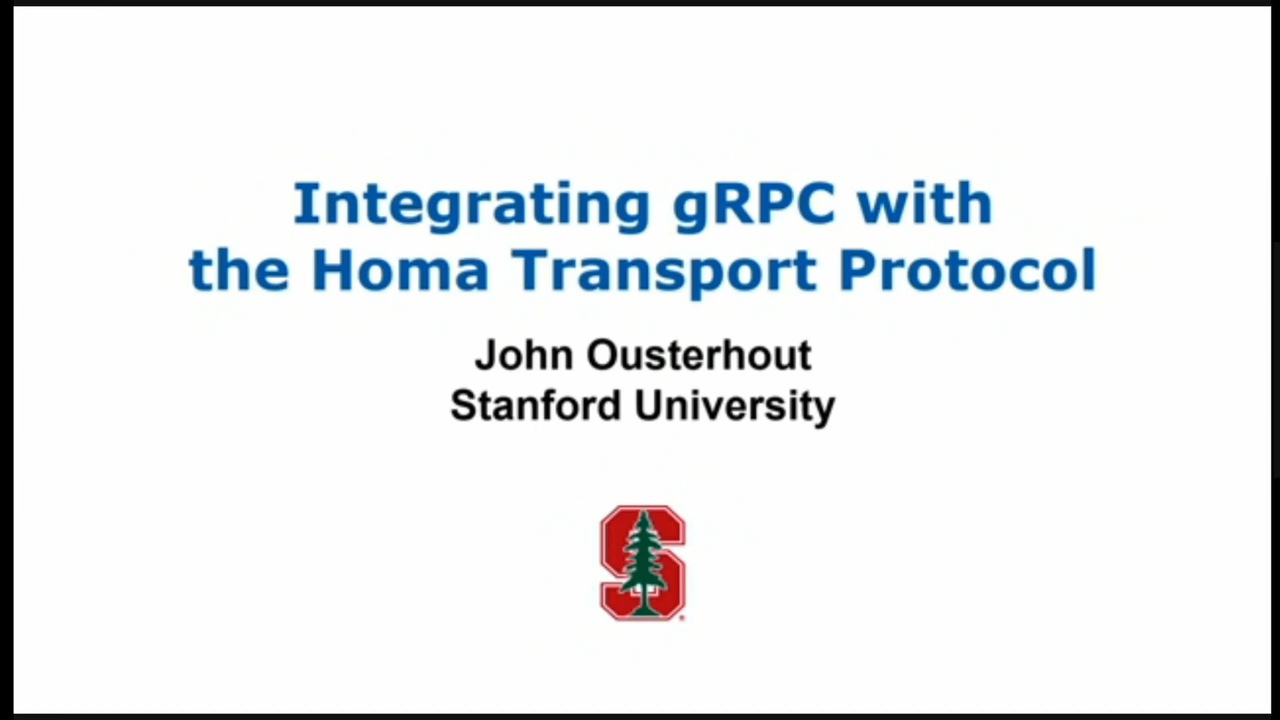 Integrating gRPC with
the Homa Transport Protocol
John Ousterhout
Stanford University